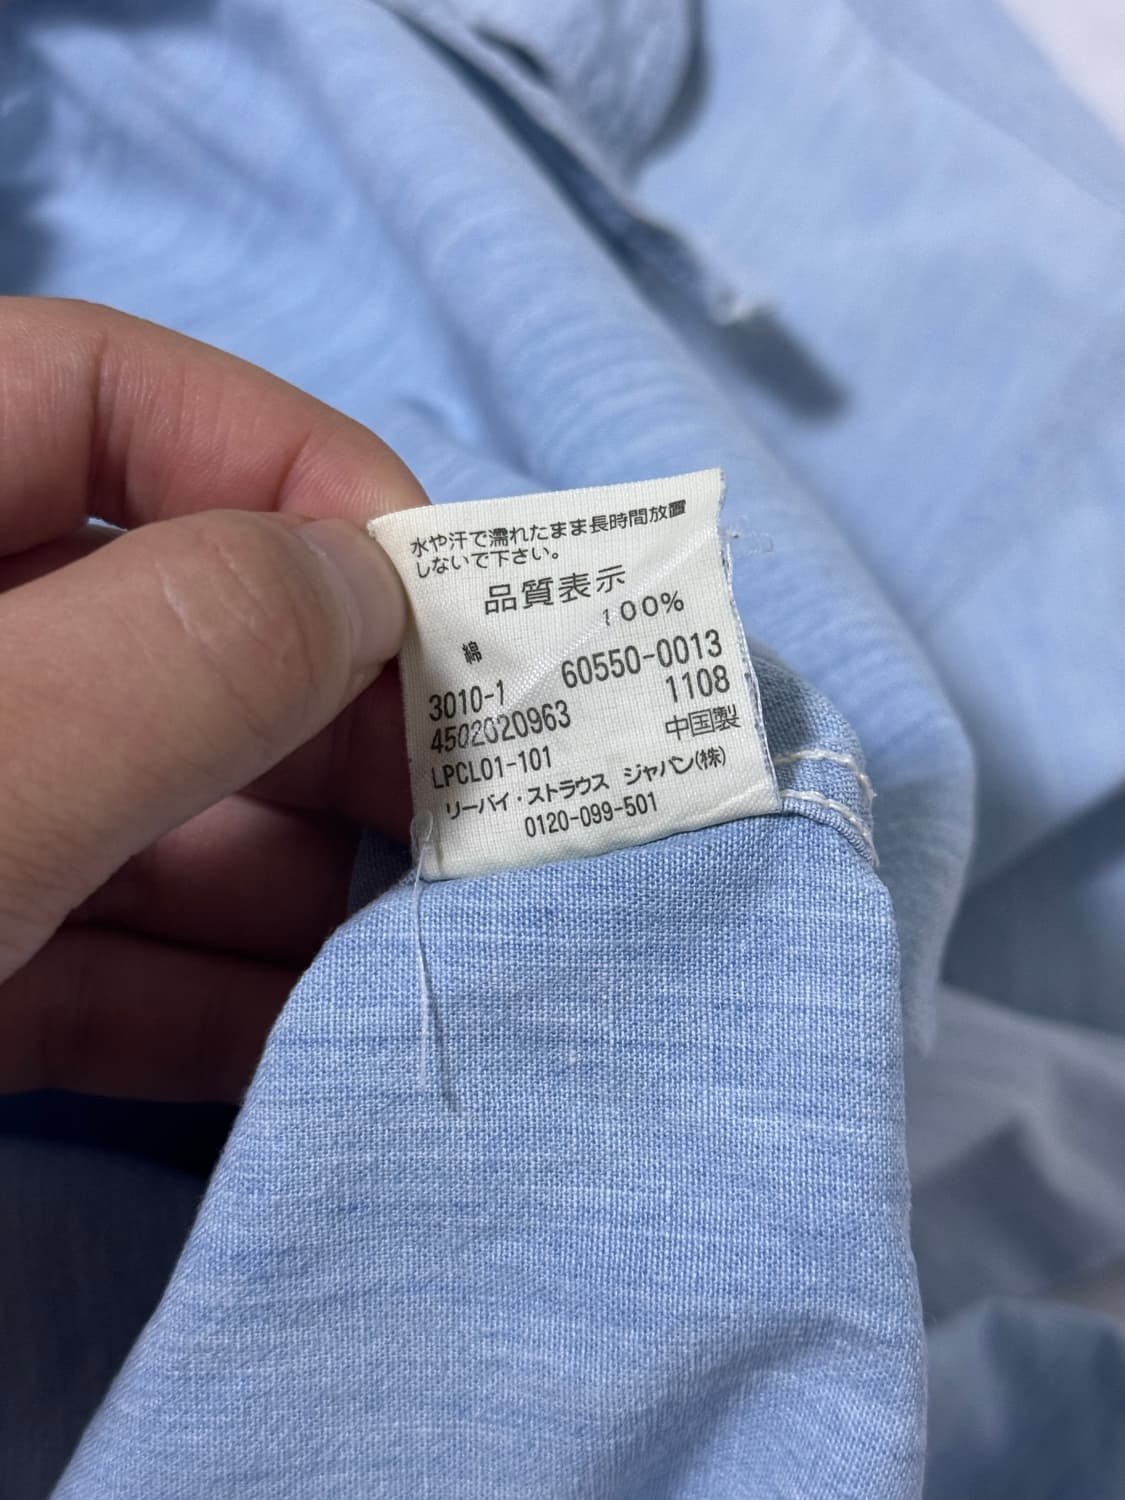 水や汗で濡れたまま長時間放置
しないで下さい。
品質表示
綿 100%
3010-1 60550-0013
4502020963 1108
LPCL01-101 中国製
リーバイ・ストラウス ジャパン(株)
0120-099-501